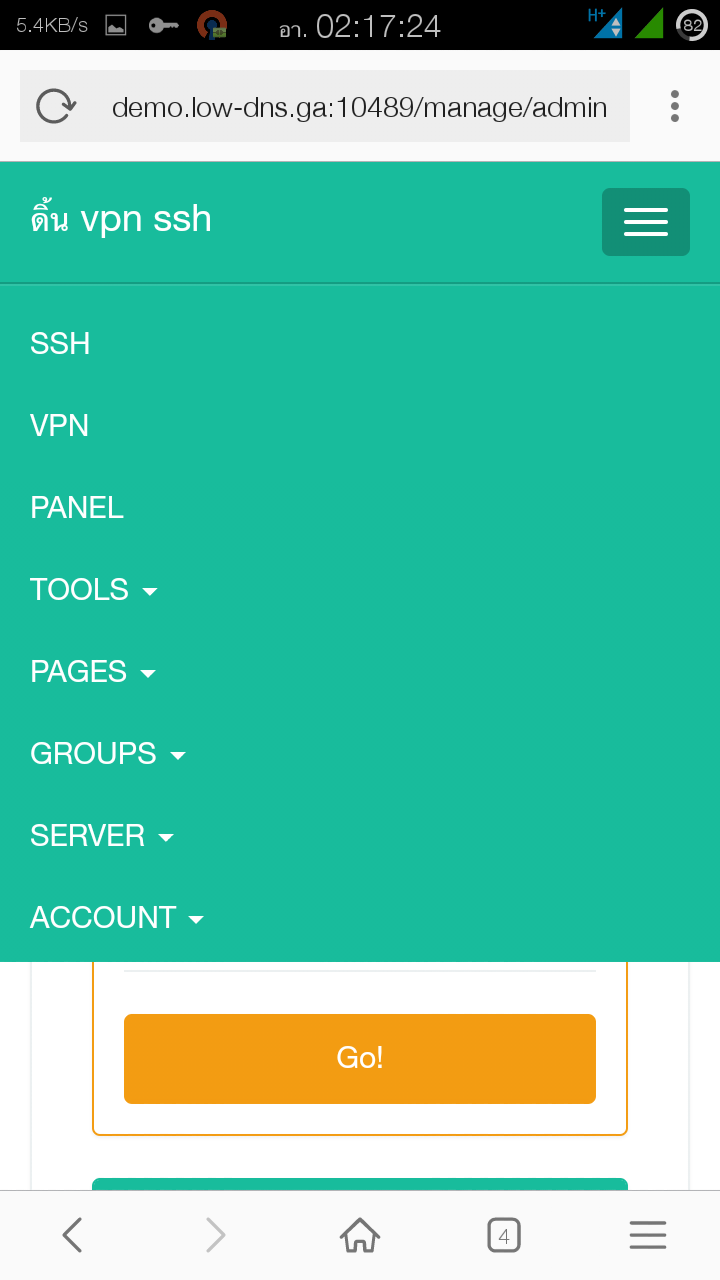 5.4KB/s อา. 02:17:24 H+ 82
demo.low-dns.ga:10489/manage/admin
ดิ้น vpn ssh
SSH
VPN
PANEL
TOOLS
PAGES
GROUPS
SERVER
ACCOUNT
Go!
4